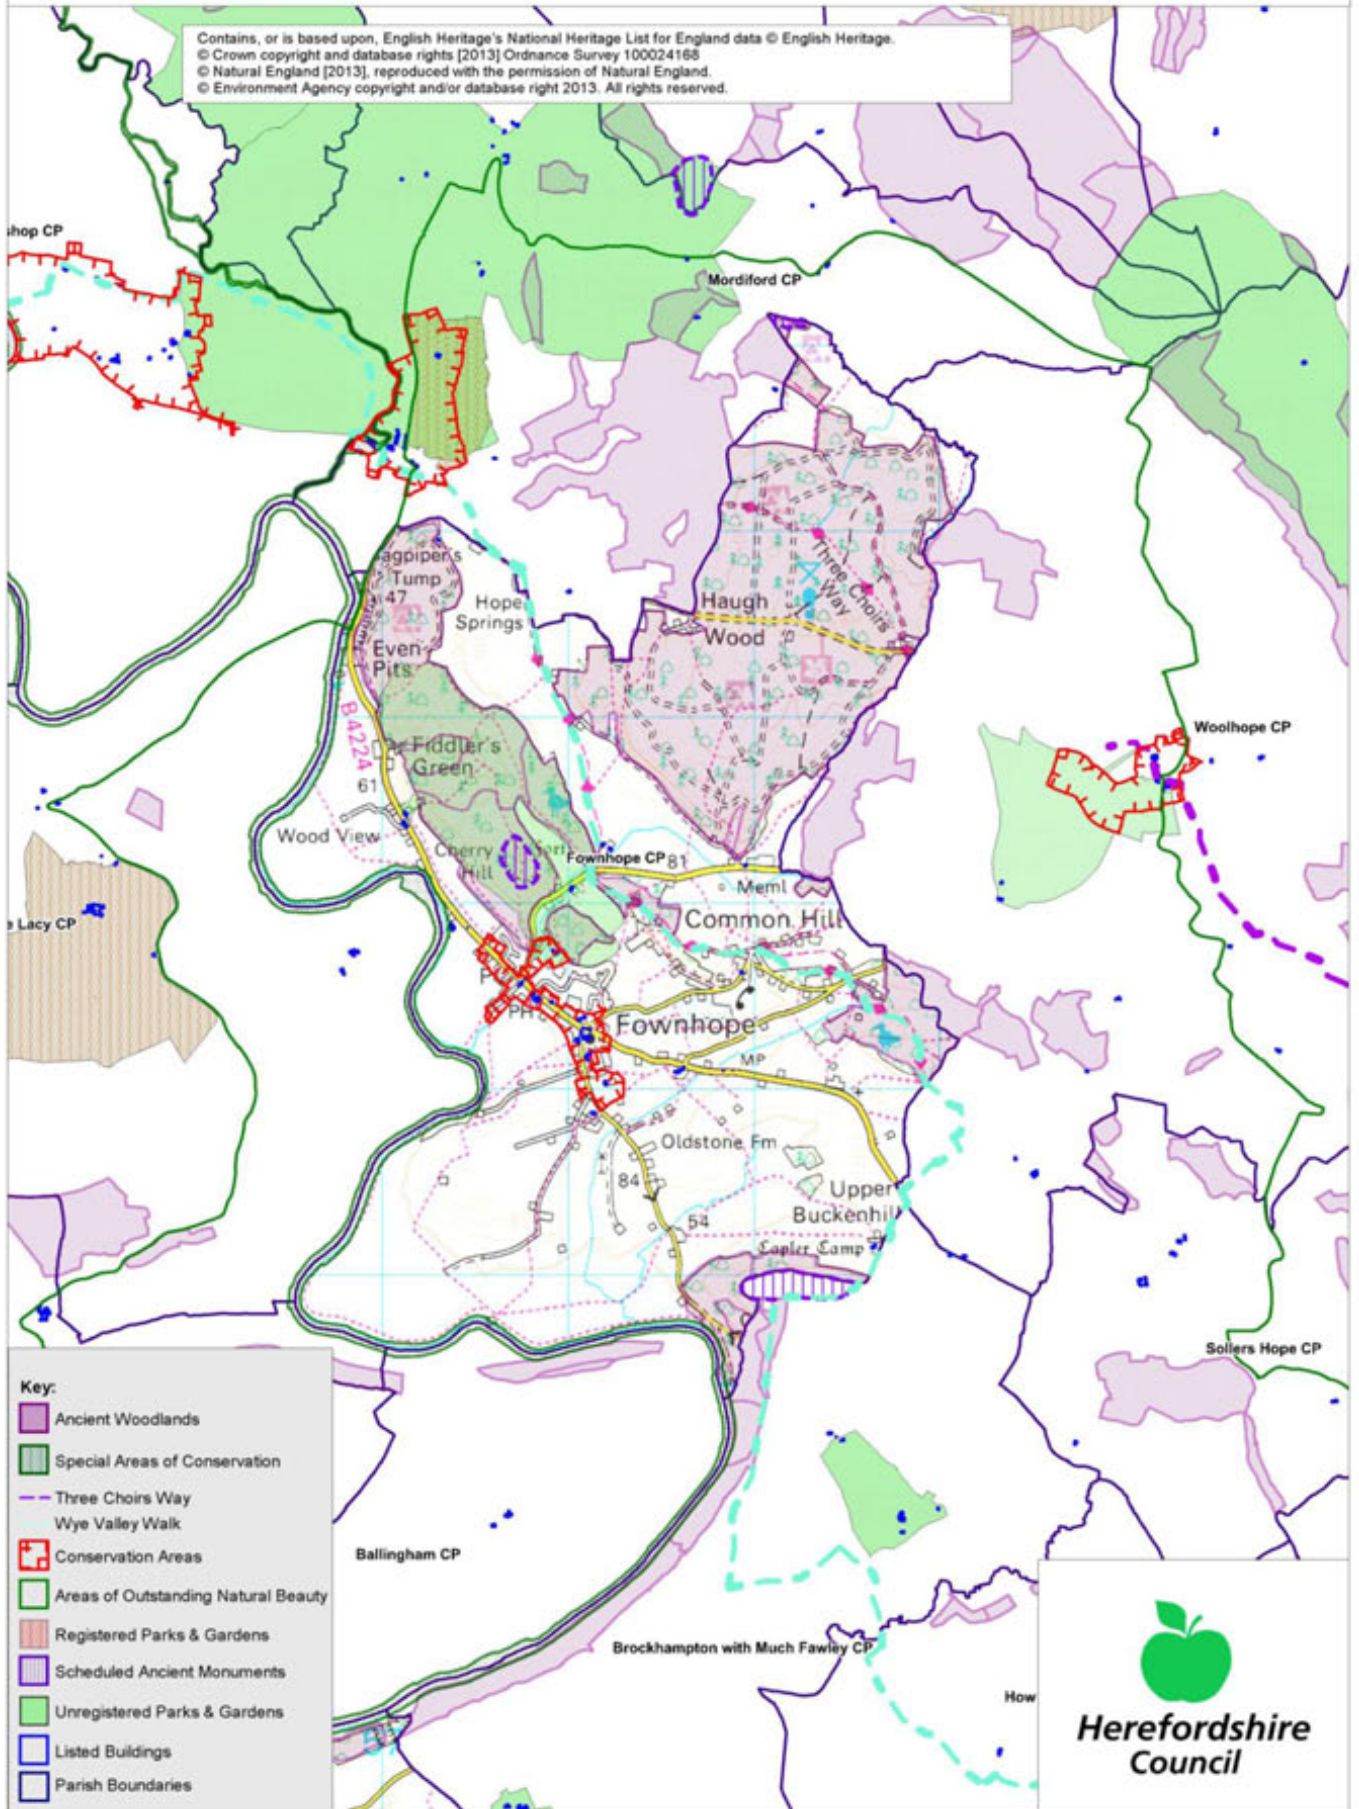 Contains, or is based upon, English Heritage's National Heritage List for England data © English Heritage.
© Crown copyright and database rights [2013] Ordnance Survey 100024168
© Natural England [2013], reproduced with the permission of Natural England.
© Environment Agency copyright and/or database right 2013. All rights reserved.
shop CP
Mordiford CP
agpiper's
Tump
47
Hope
Springs
Three Choirs
Way
Haugh
Wood
Even
Pits
B4224
Woolhope CP
Fiddler's
Green
61
Wood View
Cherry
Hill
Fort
Fownhope CP
81
Meml
Common Hill
e Lacy CP
P
PH
Fownhope
MP
Oldstone Fm
84
Upper
Buckenhill
54
Capler Camp
Sollers Hope CP
Key:
Ancient Woodlands
Special Areas of Conservation
Three Choirs Way
Wye Valley Walk
Conservation Areas
Areas of Outstanding Natural Beauty
Registered Parks & Gardens
Scheduled Ancient Monuments
Unregistered Parks & Gardens
Listed Buildings
Parish Boundaries
Ballingham CP
Brockhampton with Much Fawley CP
How
Herefordshire
Council